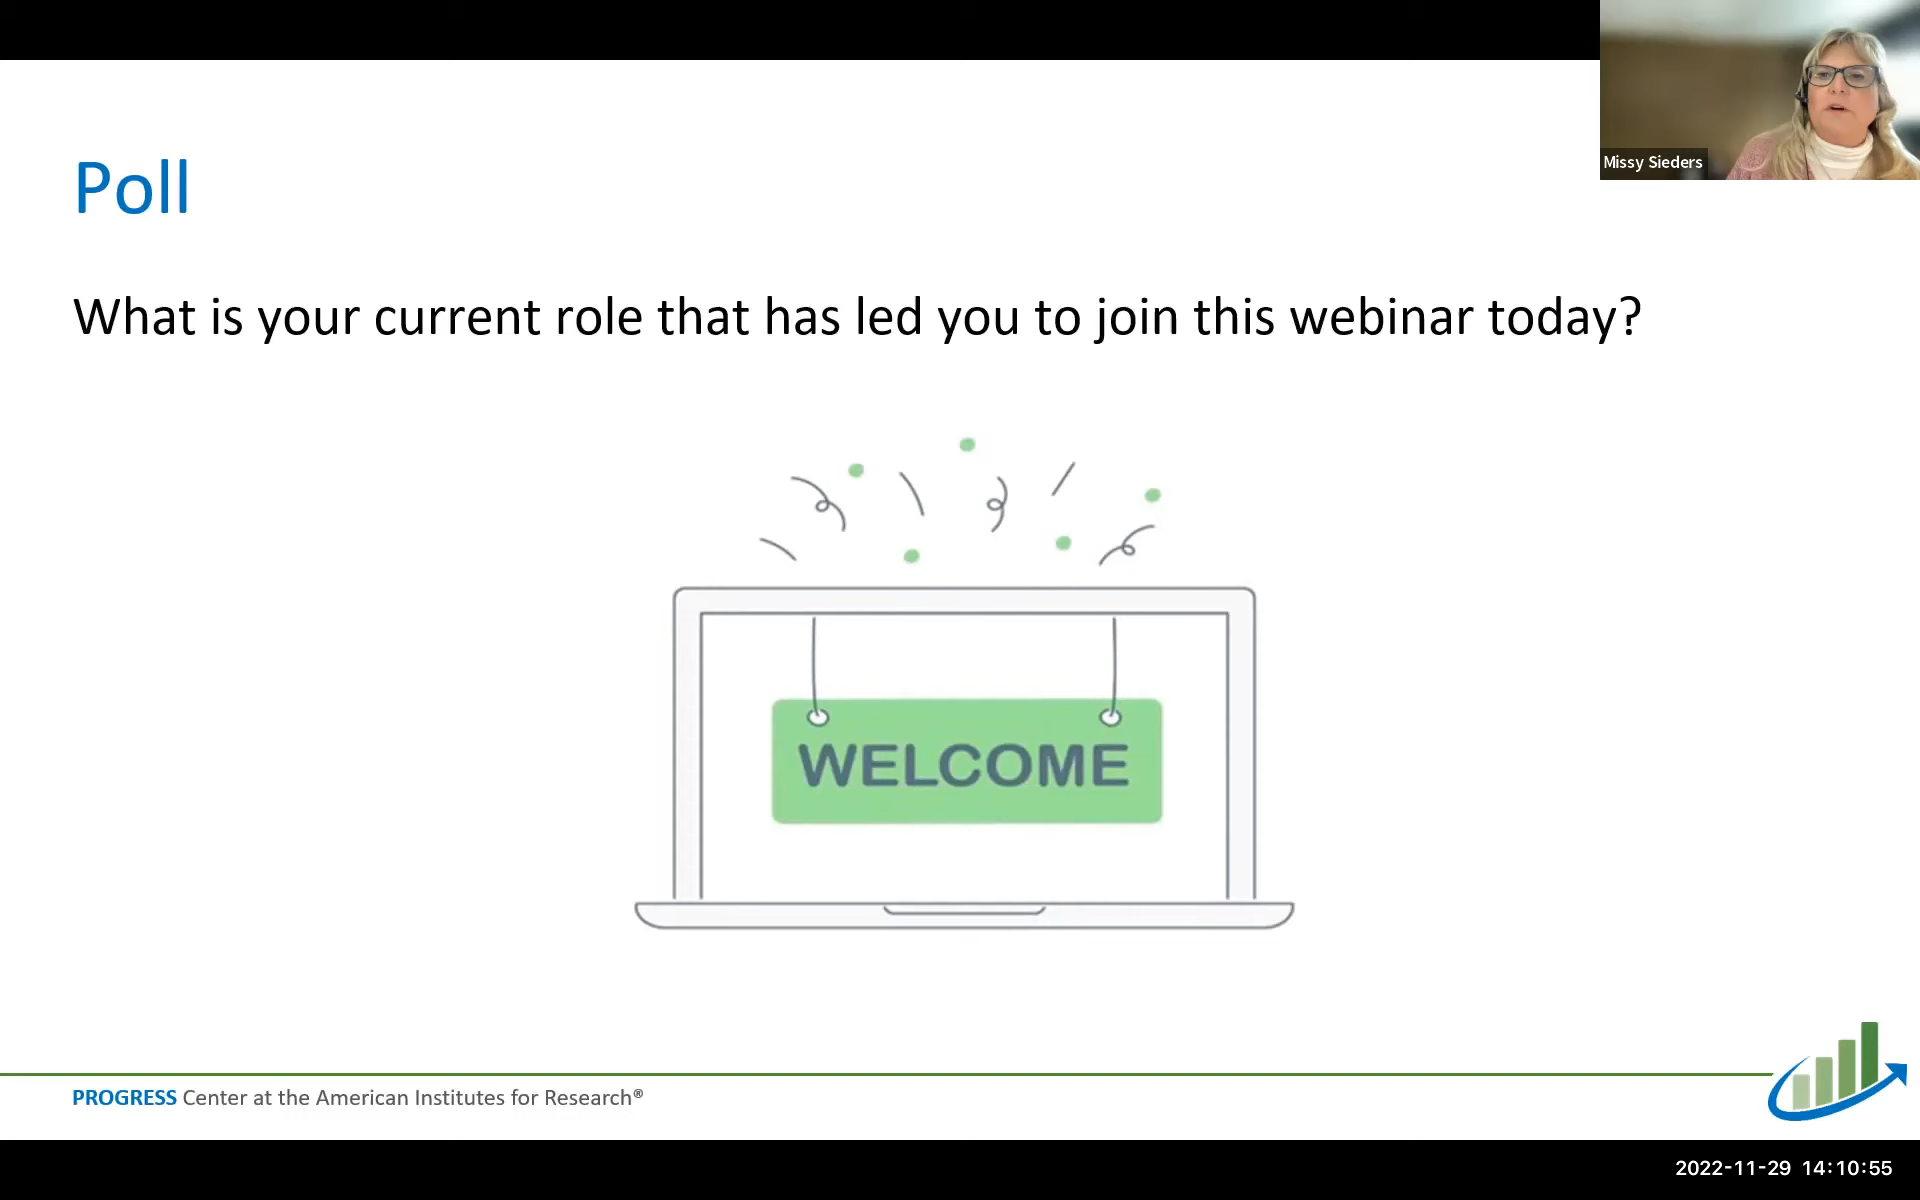 Missy Sieders
Poll
What is your current role that has led you to join this webinar today?
WELCOME
PROGRESS Center at the American Institutes for Research®
2022-11-29 14:10:55